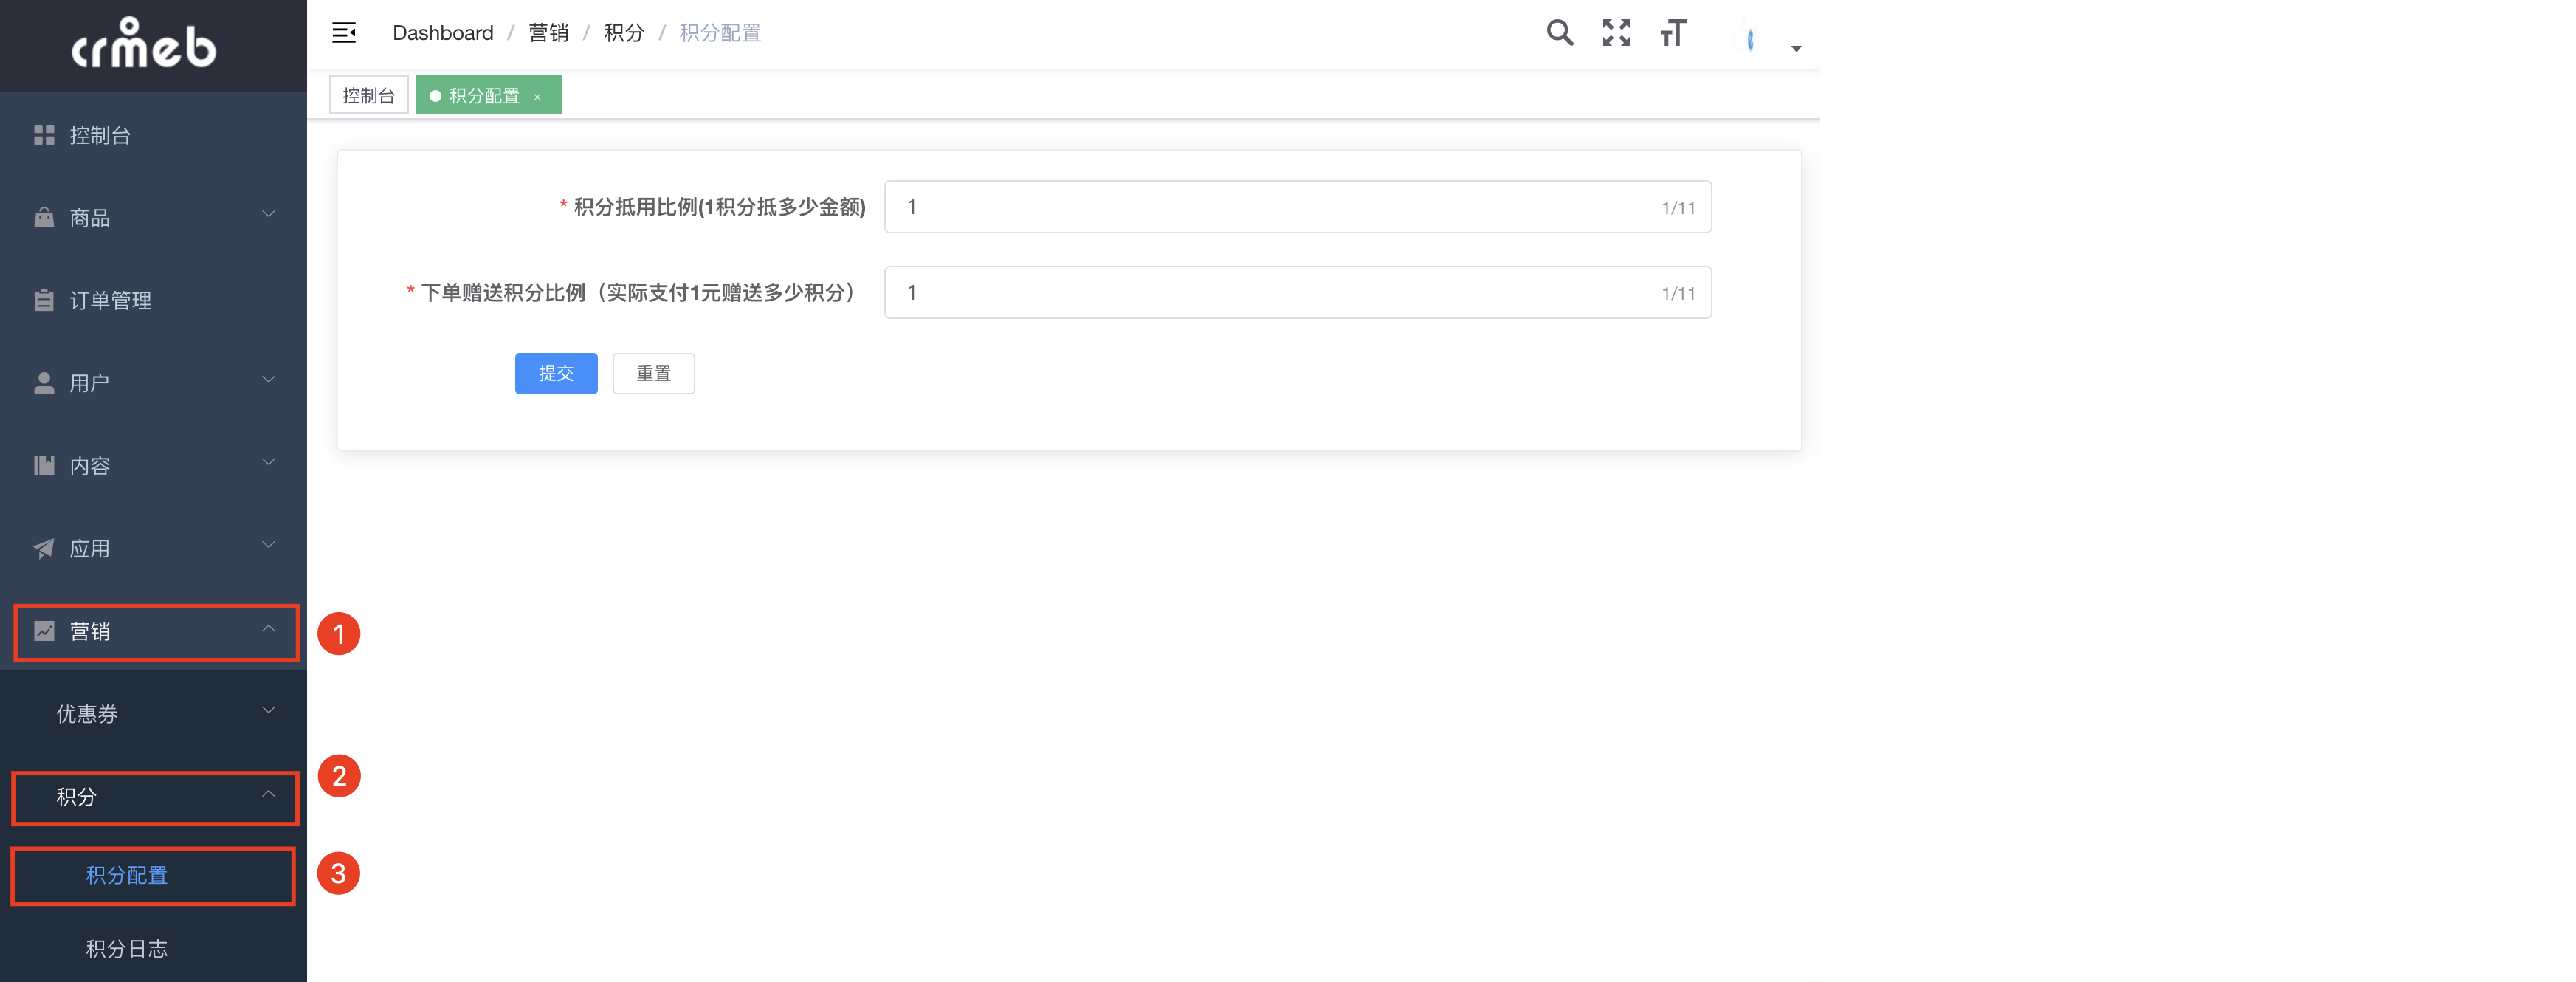 crmeb
Dashboard / 营销 / 积分 / 积分配置
控制台
积分配置 ×
控制台
商品
订单管理
用户
内容
应用
营销
优惠券
积分
积分配置
积分日志
1
2
3
* 积分抵用比例(1积分抵多少金额)
1
1/11
* 下单赠送积分比例（实际支付1元赠送多少积分）
1
1/11
提交
重置